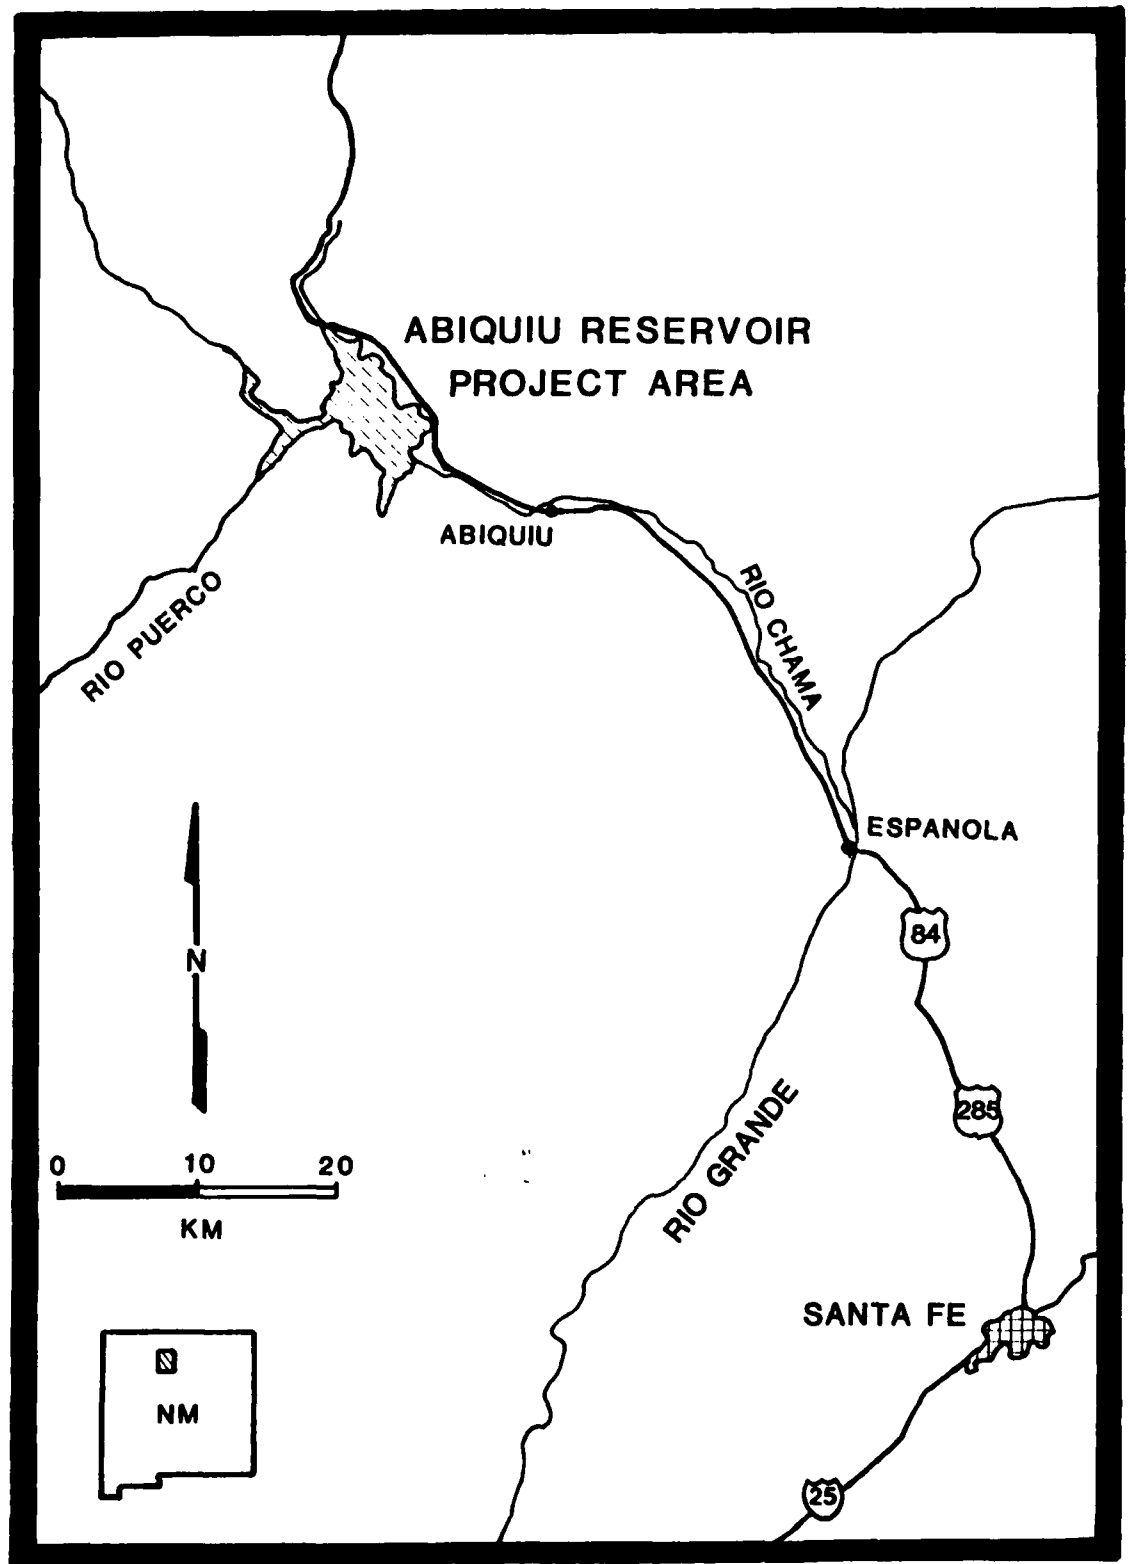 ABIQUIU RESERVOIR
PROJECT AREA
ABIQUIU
RIO PUERCO
RIO CHAMA
ESPANOLA
84
N
285
RIO GRANDE
0 10 20
KM
SANTA FE
NM
25